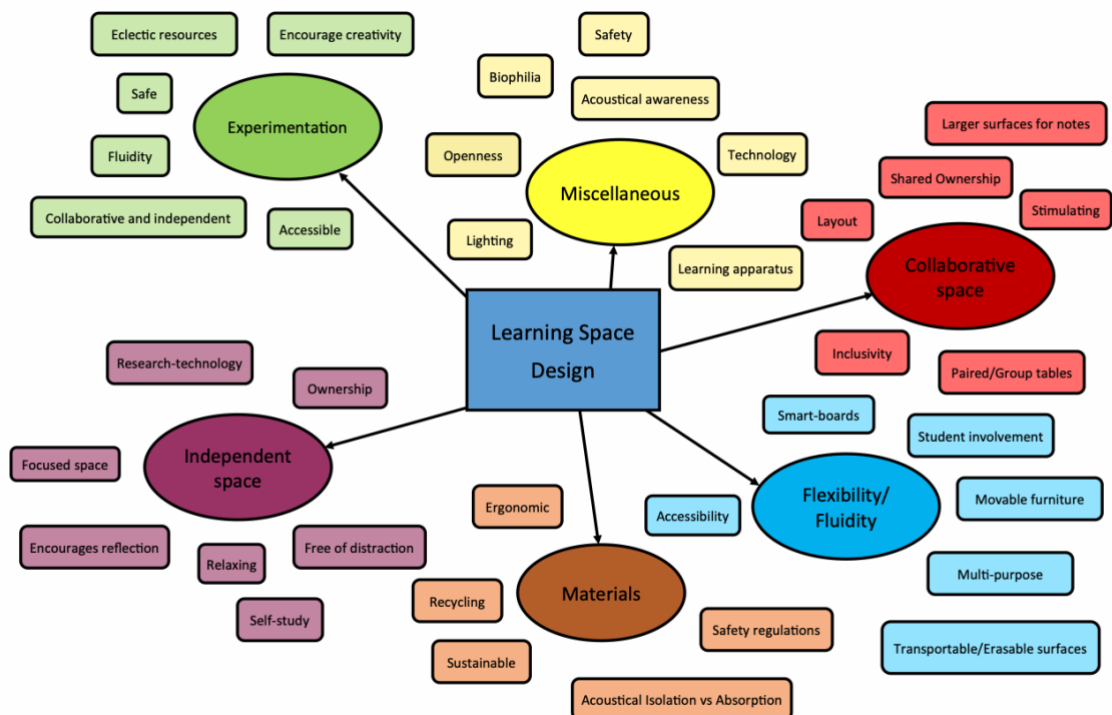 Eclectic resources
Encourage creativity
Safe
Experimentation
Fluidity
Collaborative and independent
Accessible
Safety
Biophilia
Acoustical awareness
Openness
Technology
Miscellaneous
Lighting
Learning apparatus
Larger surfaces for notes
Shared Ownership
Stimulating
Layout
Collaborative
space
Inclusivity
Paired/Group tables
Learning Space
Design
Research-technology
Ownership
Focused space
Independent
space
Encourages reflection
Relaxing
Free of distraction
Self-study
Ergonomic
Materials
Recycling
Safety regulations
Sustainable
Acoustical Isolation vs Absorption
Smart-boards
Student involvement
Accessibility
Flexibility/
Fluidity
Movable furniture
Multi-purpose
Transportable/Erasable surfaces